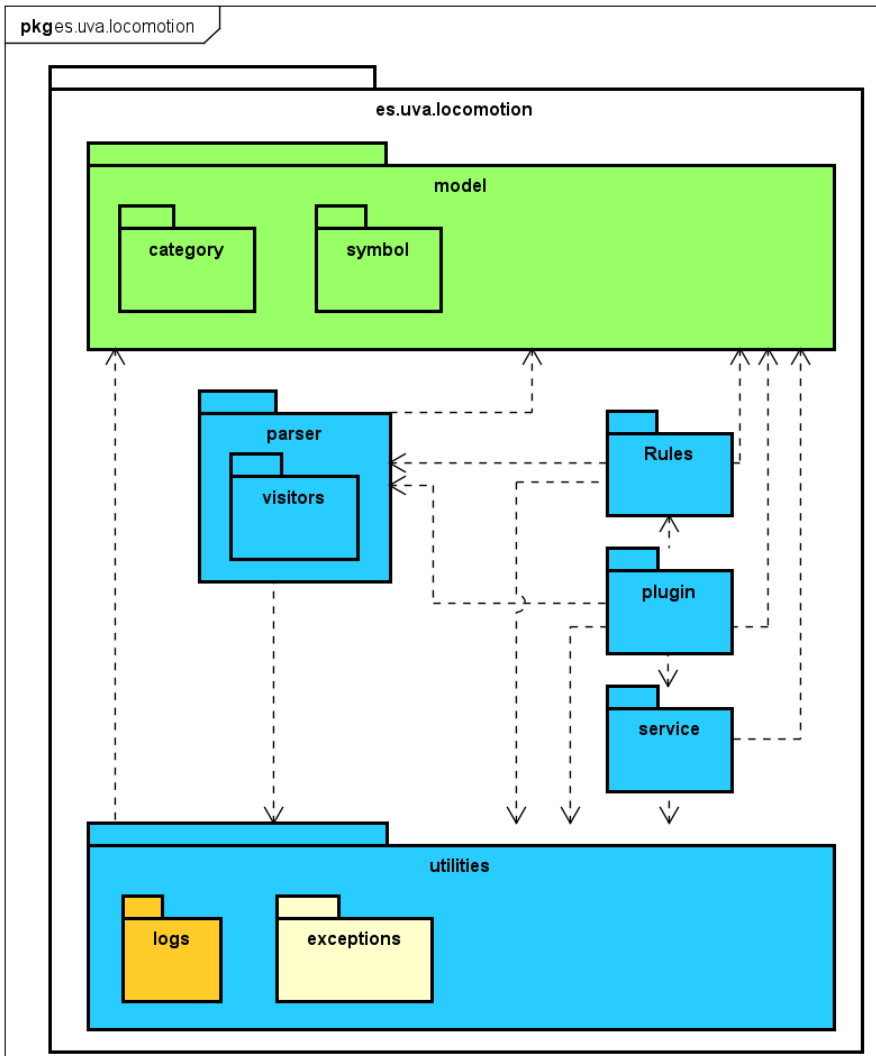 pkg es.uva.locomotion
es.uva.locomotion
model
category
symbol
parser
visitors
Rules
plugin
service
utilities
logs
exceptions